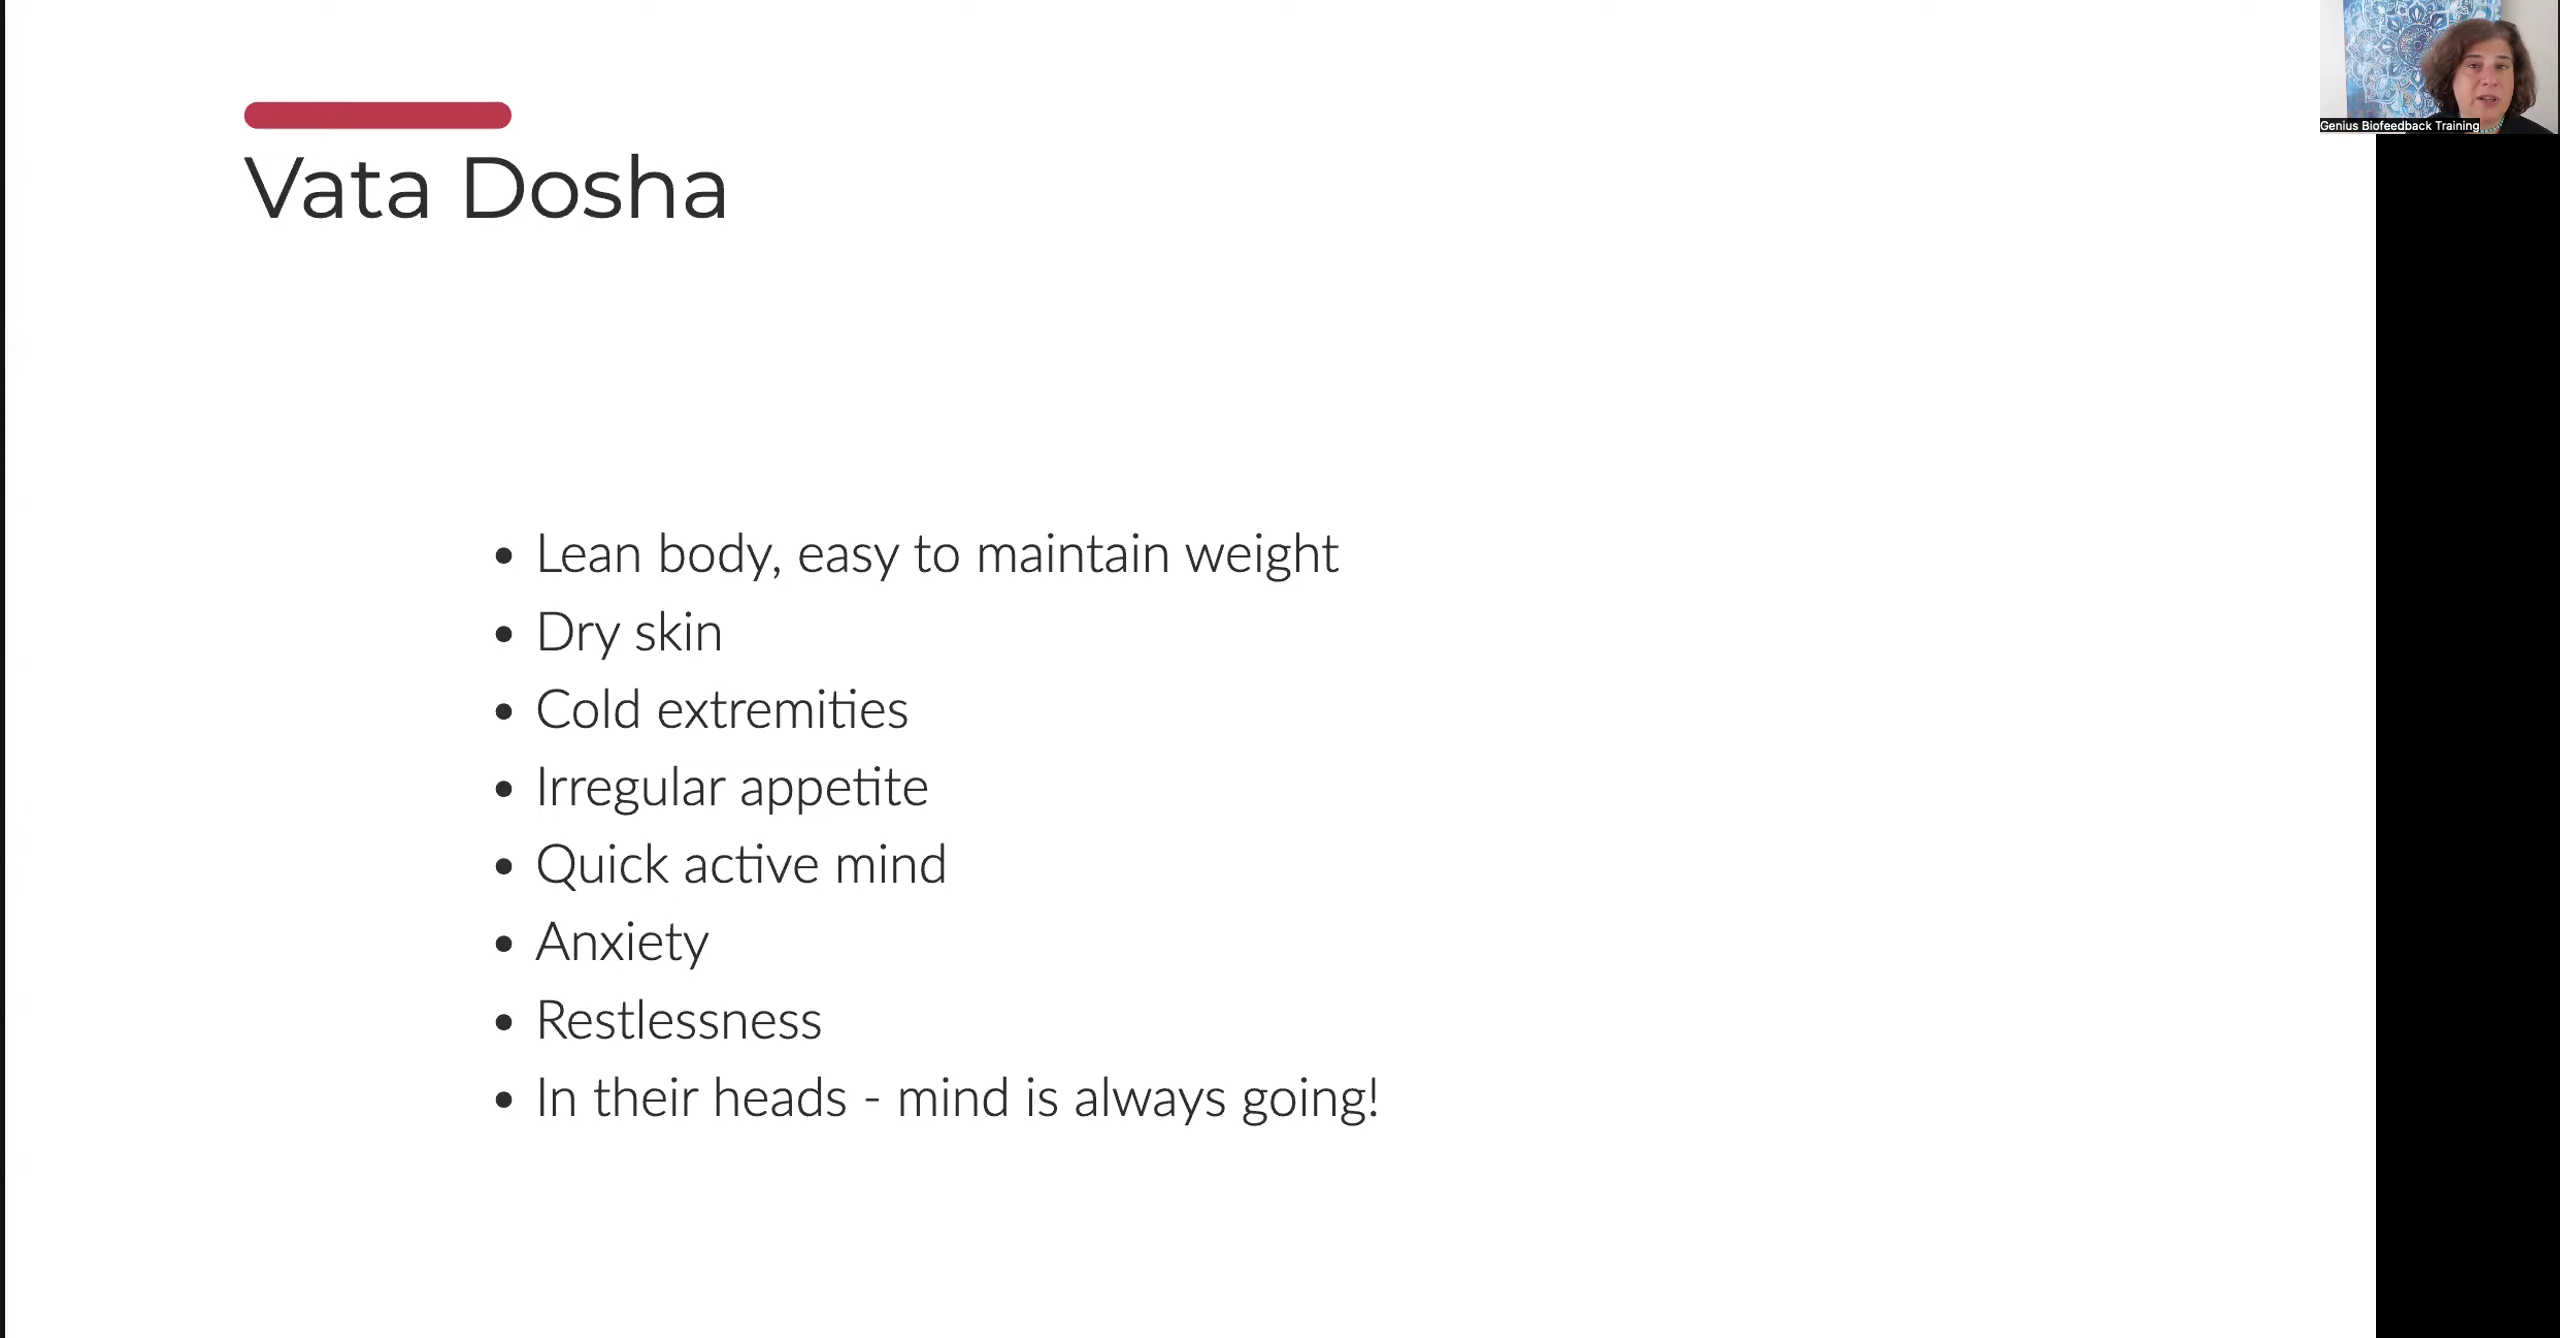 Genius Biofeedback Training
Vata Dosha
• Lean body, easy to maintain weight
• Dry skin
• Cold extremities
• Irregular appetite
• Quick active mind
• Anxiety
• Restlessness
• In their heads - mind is always going!